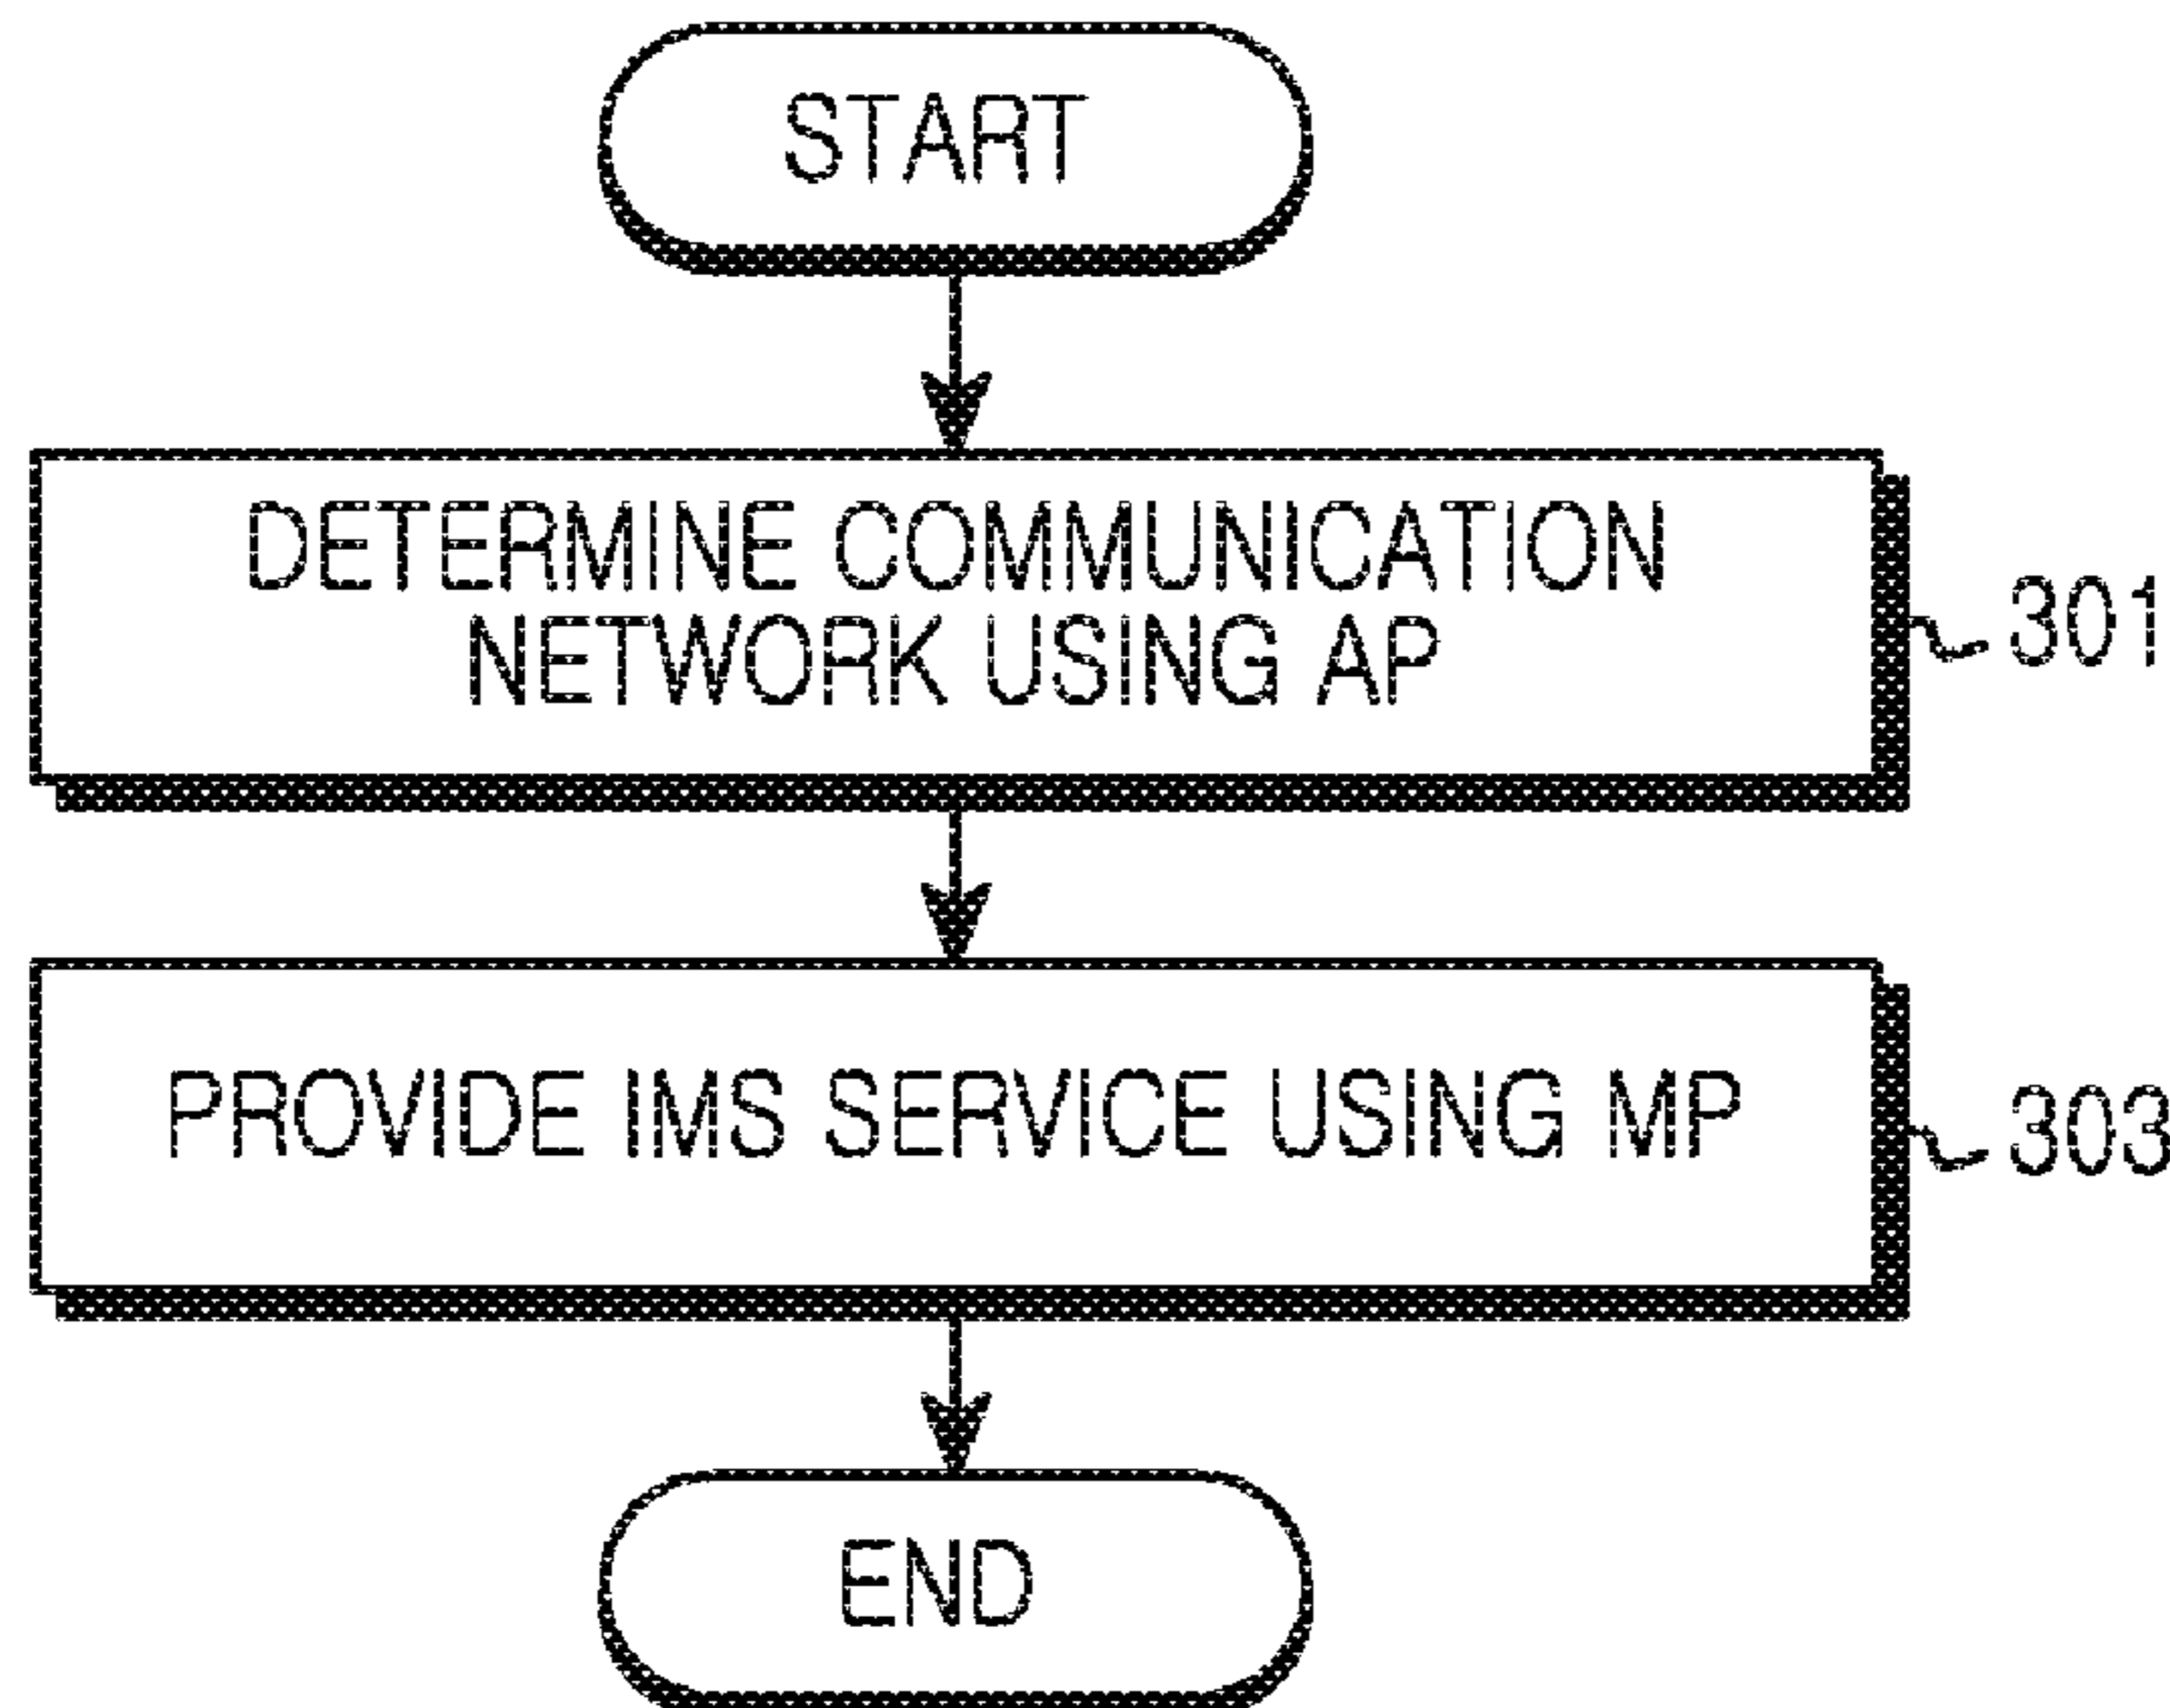 START
DETERMINE COMMUNICATION
NETWORK USING AP
301
PROVIDE IMS SERVICE USING MP
303
END